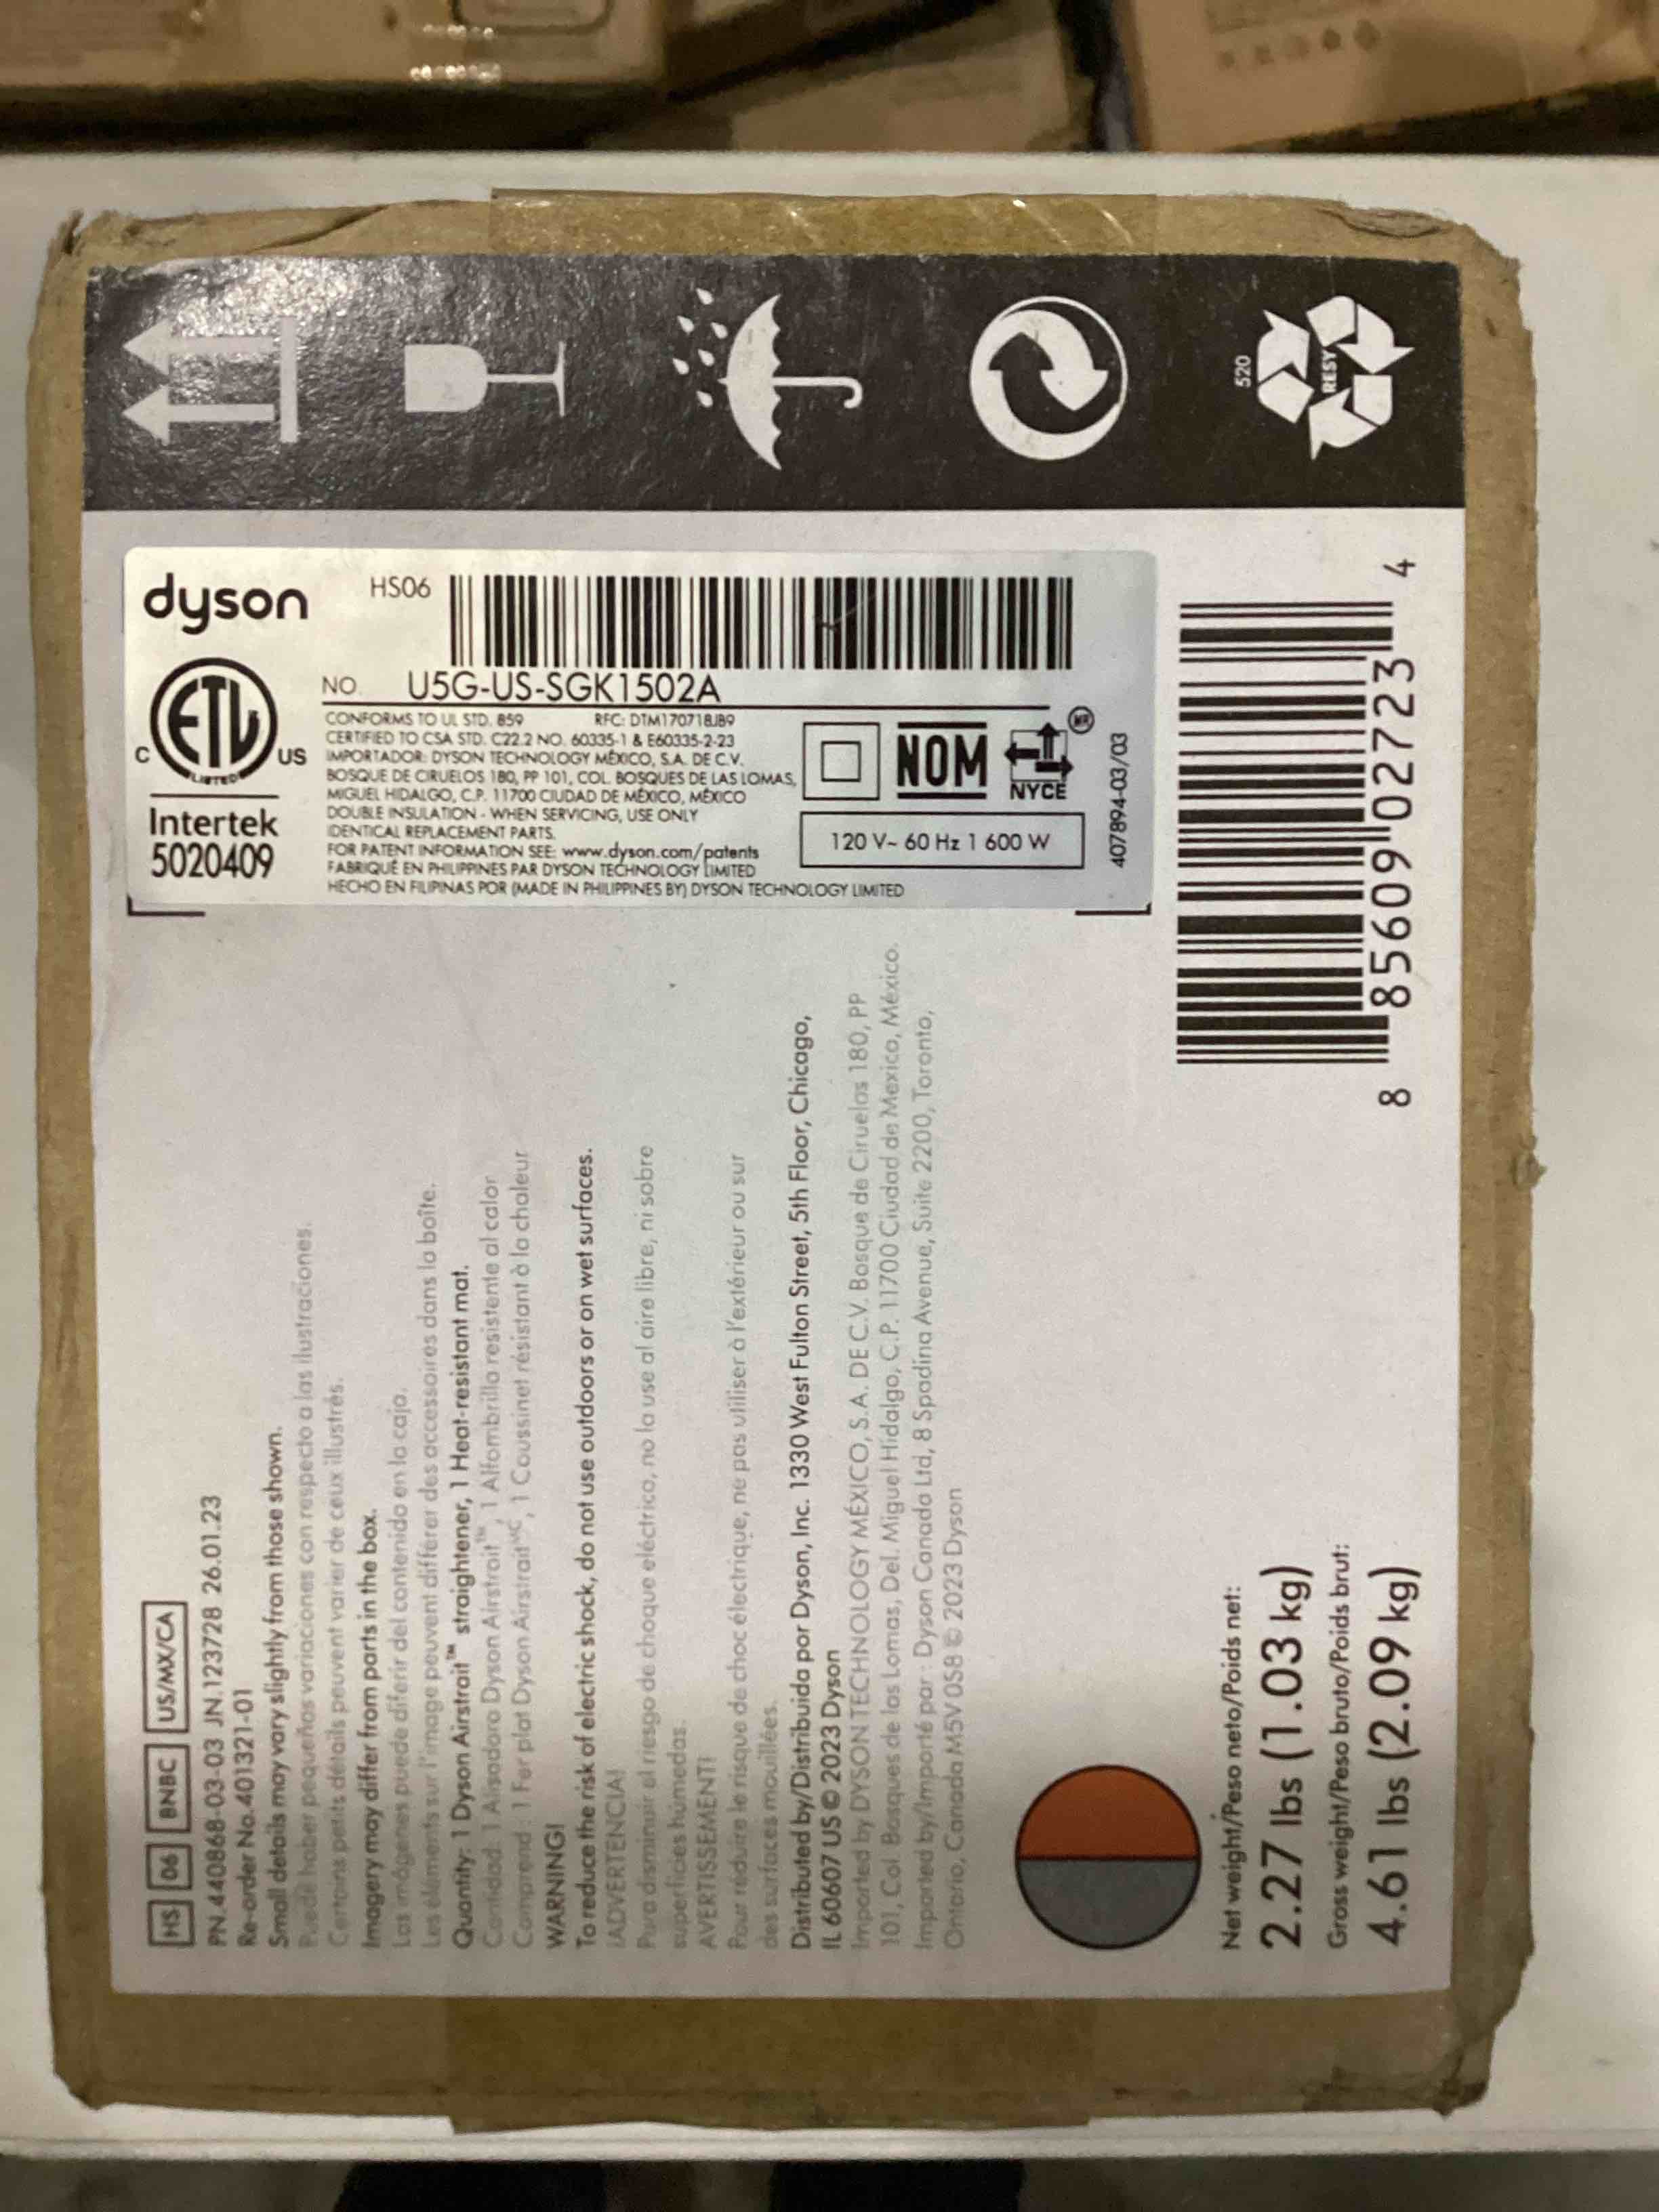 HS 06 BNBC US/MX/CA
PN.440868-03-03 JN.123728 26.01.23
Re-order No.401321-01
Small details may vary slightly from those shown.
Puede haber pequeñas variaciones con respecto a las ilustraciones.
Certains petits détails peuvent varier de ceux illustrés.
Imagery may differ from parts in the box.
Las imágenes puede diferir del contenido en la caja.
Les éléments sur l'image peuvent différer des accessoires dans la boîte.
Quantity: 1 Dyson Airstrait™ straightener, 1 Heat-resistant mat.
Cantidad: 1 Alisadora Dyson Airstrait™, 1 Alfombrilla resistente al calor
Comprend : 1 Fer plat Dyson Airstraitᴹᶜ, 1 Coussinet résistant à la chaleur
WARNING!
To reduce the risk of electric shock, do not use outdoors or on wet surfaces.
¡ADVERTENCIA!
Para disminuir el riesgo de choque eléctrico, no la use al aire libre, ni sobre
superficies húmedas.
AVERTISSEMENT!
Pour réduire le risque de choc électrique, ne pas utiliser à l'extérieur ou sur
des surfaces mouillées.
Distributed by/Distribuida por Dyson, Inc. 1330 West Fulton Street, 5th Floor, Chicago,
IL 60607 US © 2023 Dyson
Imported by DYSON TECHNOLOGY MÉXICO, S.A. DE C.V. Bosque de Ciruelos 180, PP
101, Col Bosques de las Lomas, Del. Miguel Hidalgo, C.P. 11700 Ciudad de Mexico, México.
Imported by/Importé par : Dyson Canada Ltd, 8 Spadina Avenue, Suite 2200, Toronto,
Ontario, Canada M5V 0S8 © 2023 Dyson
Net weight/Peso neto/Poids net:
2.27 lbs (1.03 kg)
Gross weight/Peso bruto/Poids brut:
4.61 lbs (2.09 kg)
dyson
HS06
C ETL US
LISTED
Intertek
5020409
NO. U5G-US-SGK1502A
CONFORMS TO UL STD. 859 RFC: DTM170718JB9
CERTIFIED TO CSA STD. C22.2 NO. 60335-1 & E60335-2-23
IMPORTADOR: DYSON TECHNOLOGY MÉXICO, S.A. DE C.V.
BOSQUE DE CIRUELOS 180, PP 101, COL. BOSQUES DE LAS LOMAS,
MIGUEL HIDALGO, C.P. 11700 CIUDAD DE MÉXICO, MÉXICO
DOUBLE INSULATION - WHEN SERVICING, USE ONLY
IDENTICAL REPLACEMENT PARTS.
FOR PATENT INFORMATION SEE: www.dyson.com/patents
FABRIQUÉ EN PHILIPPINES PAR DYSON TECHNOLOGY LIMITED
HECHO EN FILIPINAS POR (MADE IN PHILIPPINES BY) DYSON TECHNOLOGY LIMITED
NOM
NYCE
MR
120 V~ 60 Hz 1 600 W
407894-03/03
8 85609 02723 4
520
RESY